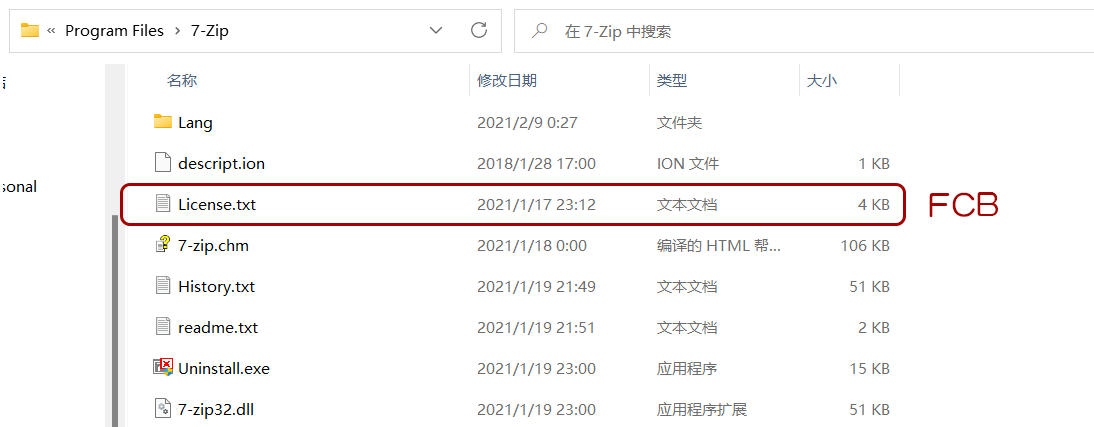 « Program Files › 7-Zip
在 7-Zip 中搜索
名称 修改日期 类型 大小
Lang 2021/2/9 0:27 文件夹
descript.ion 2018/1/28 17:00 ION 文件 1 KB
sonal
License.txt 2021/1/17 23:12 文本文档 4 KB
FCB
7-zip.chm 2021/1/18 0:00 编译的 HTML 帮... 106 KB
History.txt 2021/1/19 21:49 文本文档 51 KB
readme.txt 2021/1/19 21:51 文本文档 2 KB
Uninstall.exe 2021/1/19 23:00 应用程序 15 KB
7-zip32.dll 2021/1/19 23:00 应用程序扩展 51 KB